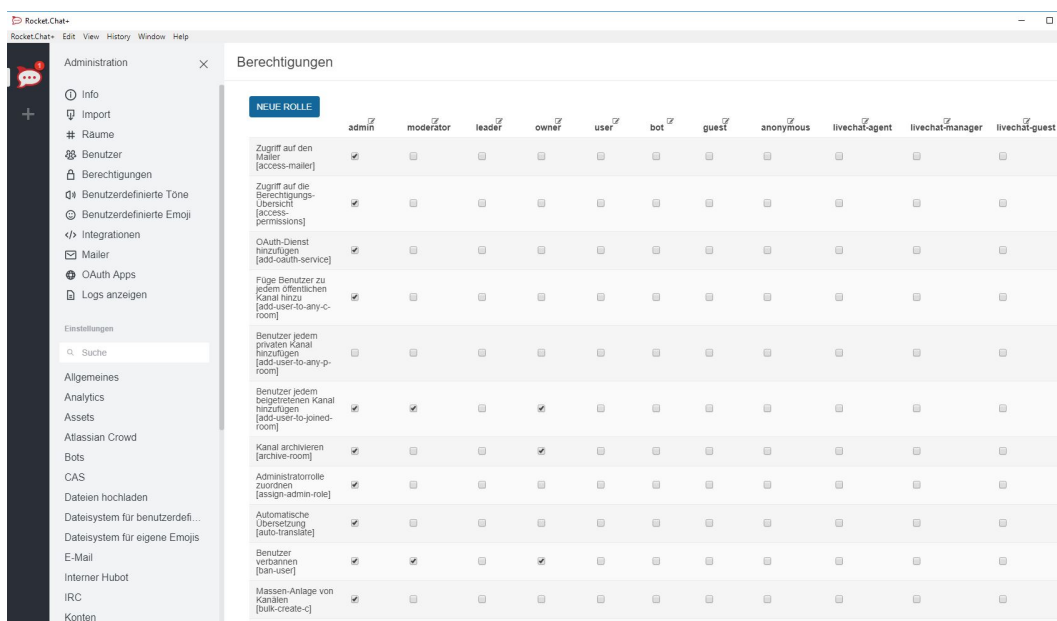 Rocket.Chat+
Rocket.Chat+ Edit View History Window Help
1
Administration
Info
Import
Räume
Benutzer
Berechtigungen
Benutzerdefinierte Töne
Benutzerdefinierte Emoji
Integrationen
Mailer
OAuth Apps
Logs anzeigen
Einstellungen
Suche
Allgemeines
Analytics
Assets
Atlassian Crowd
Bots
CAS
Dateien hochladen
Dateisystem für benutzerdefi...
Dateisystem für eigene Emojis
E-Mail
Interner Hubot
IRC
Konten
Berechtigungen
NEUE ROLLE
admin moderator leader owner user bot guest anonymous livechat-agent livechat-manager livechat-guest
Zugriff auf den
Mailer
[access-mailer]
Zugriff auf die
Berechtigungs-
Übersicht
[access-
permissions]
OAuth-Dienst
hinzufügen
[add-oauth-service]
Füge Benutzer zu
jedem öffentlichen
Kanal hinzu
[add-user-to-any-c-
room]
Benutzer jedem
privaten Kanal
hinzufügen
[add-user-to-any-p-
room]
Benutzer jedem
beigetretenen Kanal
hinzufügen
[add-user-to-joined-
room]
Kanal archivieren
[archive-room]
Administratorrolle
zuordnen
[assign-admin-role]
Automatische
Übersetzung
[auto-translate]
Benutzer
verbannen
[ban-user]
Massen-Anlage von
Kanälen
[bulk-create-c]